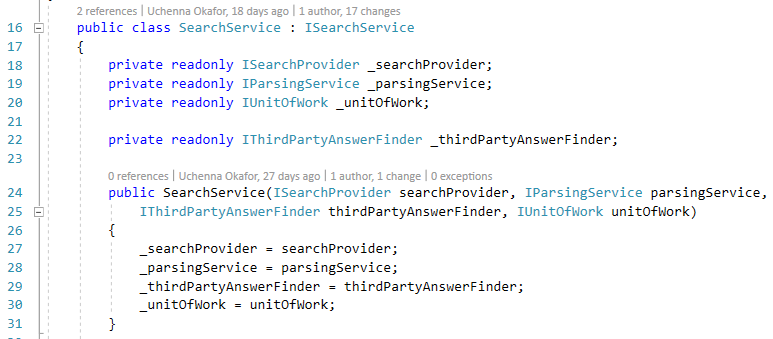 2 references | Uchenna Okafor, 18 days ago | 1 author, 17 changes
16 public class SearchService : ISearchService
17 {
18 private readonly ISearchProvider _searchProvider;
19 private readonly IParsingService _parsingService;
20 private readonly IUnitOfWork _unitOfWork;
21
22 private readonly IThirdPartyAnswerFinder _thirdPartyAnswerFinder;
23
0 references | Uchenna Okafor, 27 days ago | 1 author, 1 change | 0 exceptions
24 public SearchService(ISearchProvider searchProvider, IParsingService parsingService,
25 IThirdPartyAnswerFinder thirdPartyAnswerFinder, IUnitOfWork unitOfWork)
26 {
27 _searchProvider = searchProvider;
28 _parsingService = parsingService;
29 _thirdPartyAnswerFinder = thirdPartyAnswerFinder;
30 _unitOfWork = unitOfWork;
31 }